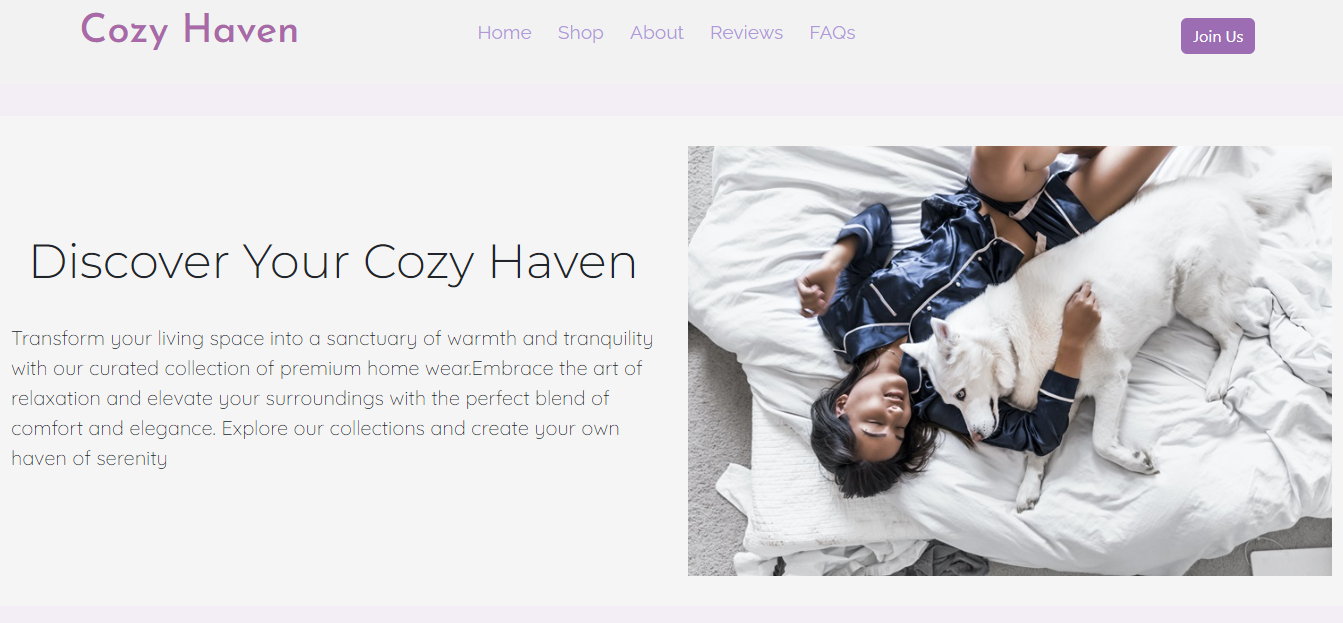 Cozy Haven
Home Shop About Reviews FAQs
Join Us
Discover Your Cozy Haven
Transform your living space into a sanctuary of warmth and tranquility
with our curated collection of premium home wear.Embrace the art of
relaxation and elevate your surroundings with the perfect blend of
comfort and elegance. Explore our collections and create your own
haven of serenity